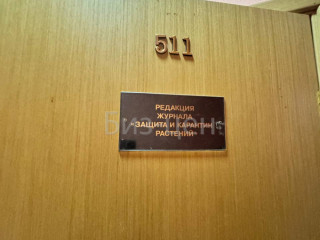 511
РЕДАКЦИЯ
ЖУРНАЛА
«ЗАЩИТА И КАРАНТИН
РАСТЕНИЙ»